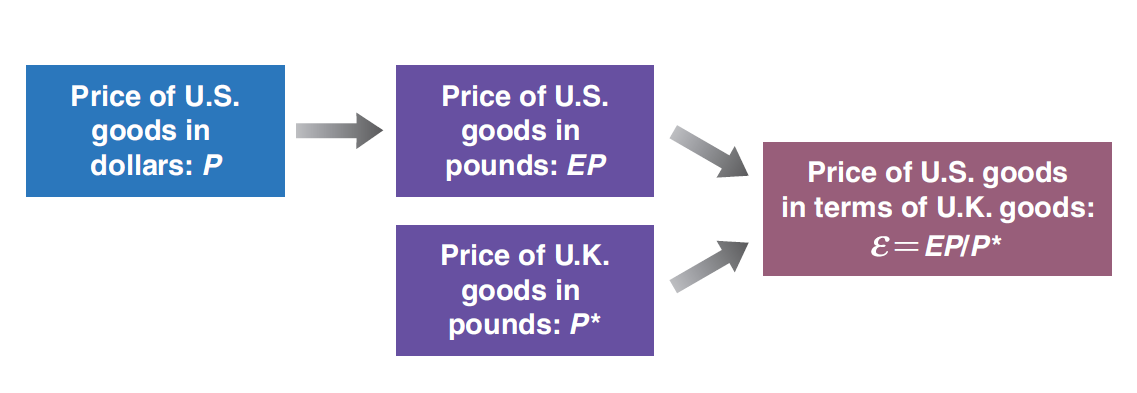 Price of U.S.
goods in
dollars: P
Price of U.S.
goods in
pounds: EP
Price of U.K.
goods in
pounds: P*
Price of U.S. goods
in terms of U.K. goods:
ε = EP/P*